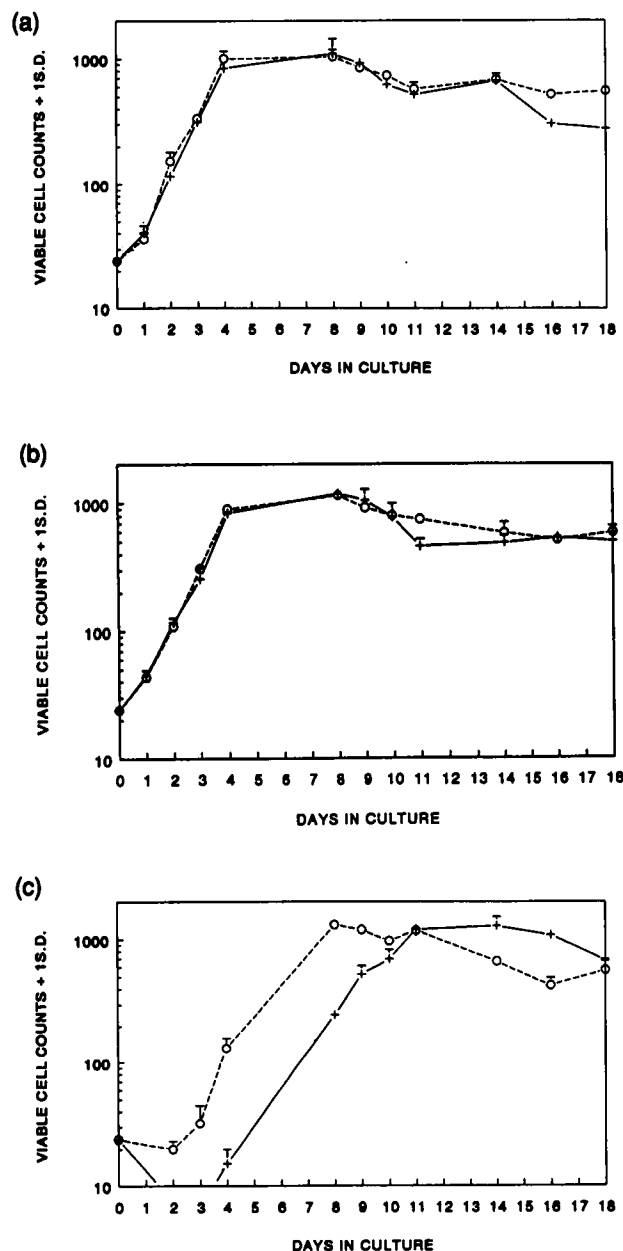 (a)
VIABLE CELL COUNTS + 1S.D.
1000
100
10
0 1 2 3 4 5 6 7 8 9 10 11 12 13 14 15 16 17 18
DAYS IN CULTURE
(b)
VIABLE CELL COUNTS + 1S.D.
1000
100
10
0 1 2 3 4 5 6 7 8 9 10 11 12 13 14 15 16 17 18
DAYS IN CULTURE
(c)
VIABLE CELL COUNTS + 1S.D.
1000
100
10
0 1 2 3 4 5 6 7 8 9 10 11 12 13 14 15 16 17 18
DAYS IN CULTURE